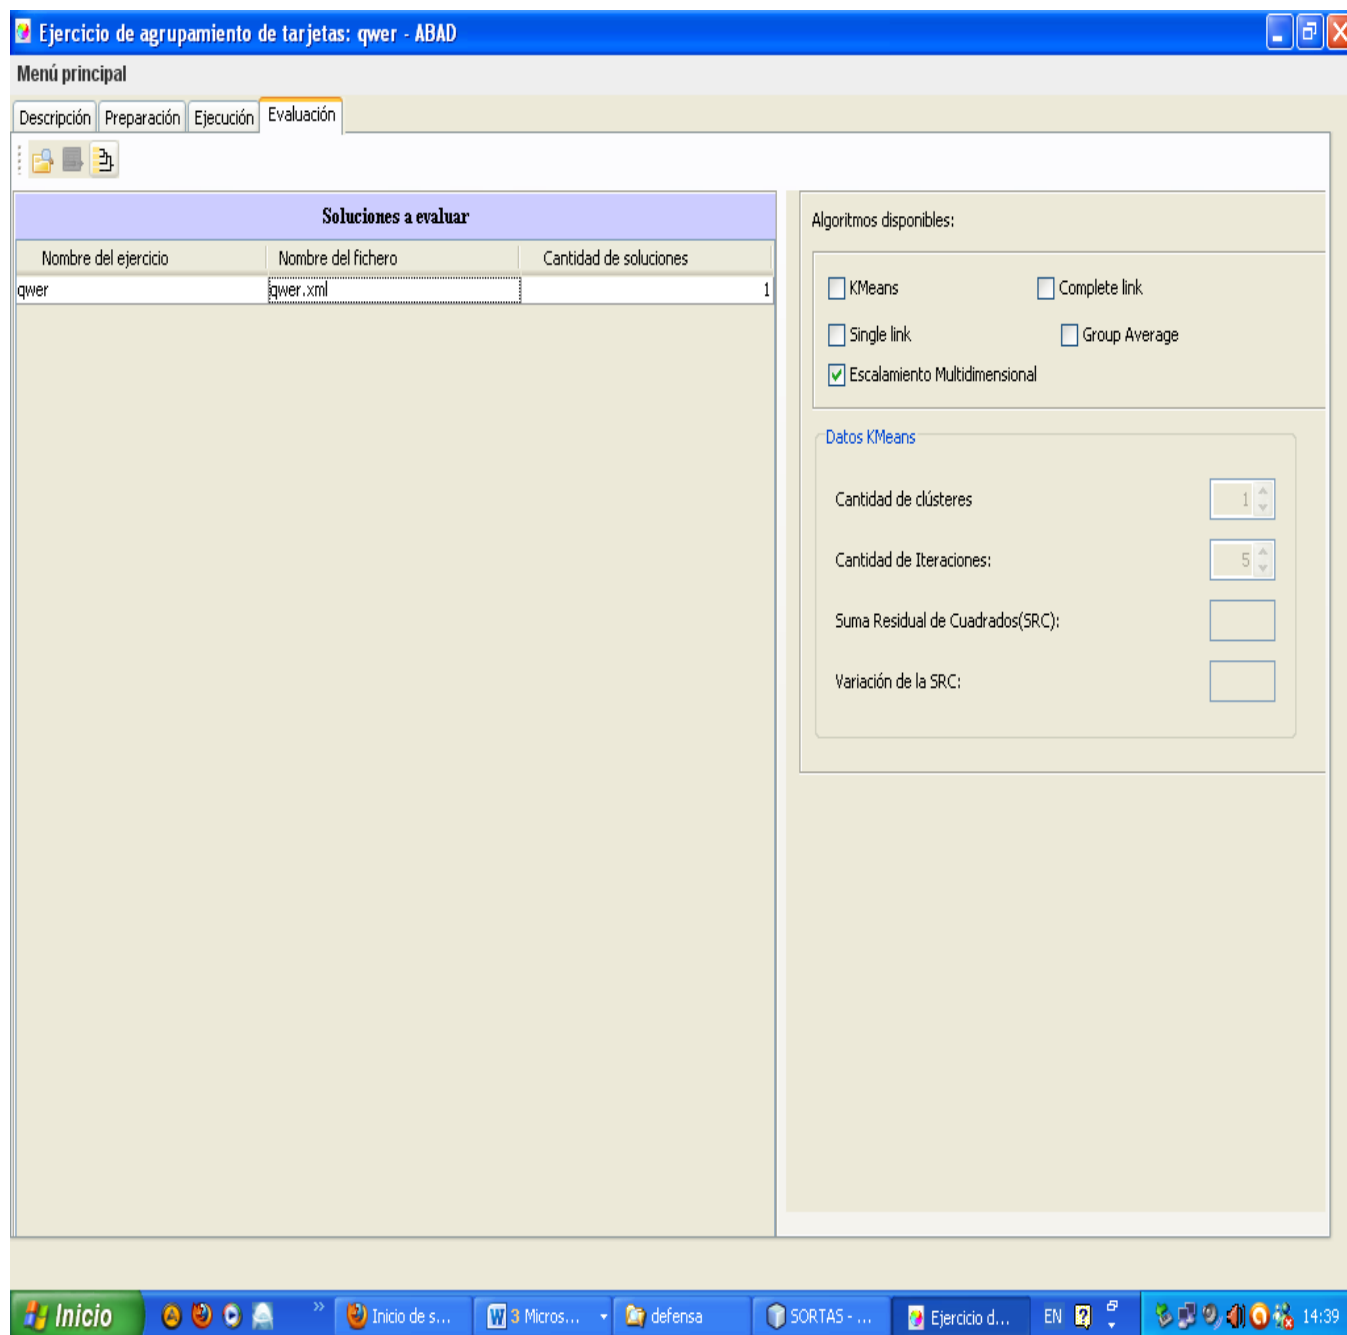 Ejercicio de agrupamiento de tarjetas: qwer - ABAD
Menú principal
Descripción Preparación Ejecución Evaluación
Soluciones a evaluar
Nombre del ejercicio Nombre del fichero Cantidad de soluciones
qwer qwer.xml 1
Algoritmos disponibles:
KMeans Complete link
Single link Group Average
Escalamiento Multidimensional
Datos KMeans
Cantidad de clústeres 1
Cantidad de Iteraciones: 5
Suma Residual de Cuadrados(SRC):
Variación de la SRC:
Inicio Inicio de s... 3 Micros... defensa SORTAS - ... Ejercicio d... EN 14:39